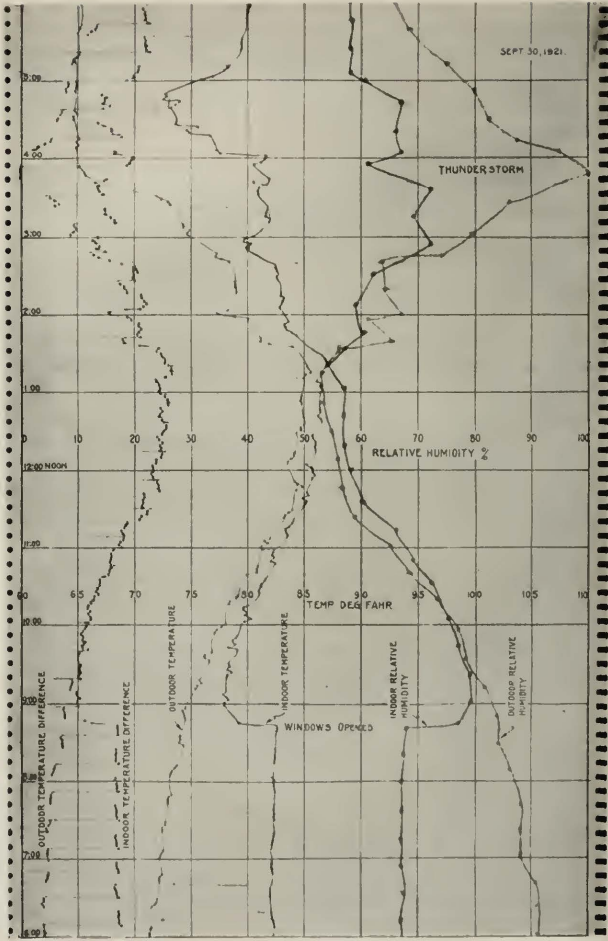 SEPT 30, 1921.
5:00
4:00
THUNDERSTORM
3:00
2:00
1:00
0 10 20 30 40 50 60 70 80 90 100
RELATIVE HUMIDITY %
12:00 NOON
11:00
60 65 70 75 80 85 90 95 100 105 110
TEMP DEG FAHR
10:00
OUTDOOR TEMPERATURE DIFFERENCE
INDOOR TEMPERATURE DIFFERENCE
OUTDOOR TEMPERATURE
INDOOR TEMPERATURE
INDOOR RELATIVE
HUMIDITY
OUTDOOR RELATIVE
HUMIDITY
9:00
WINDOWS OPENED
8:00
7:00
6:00